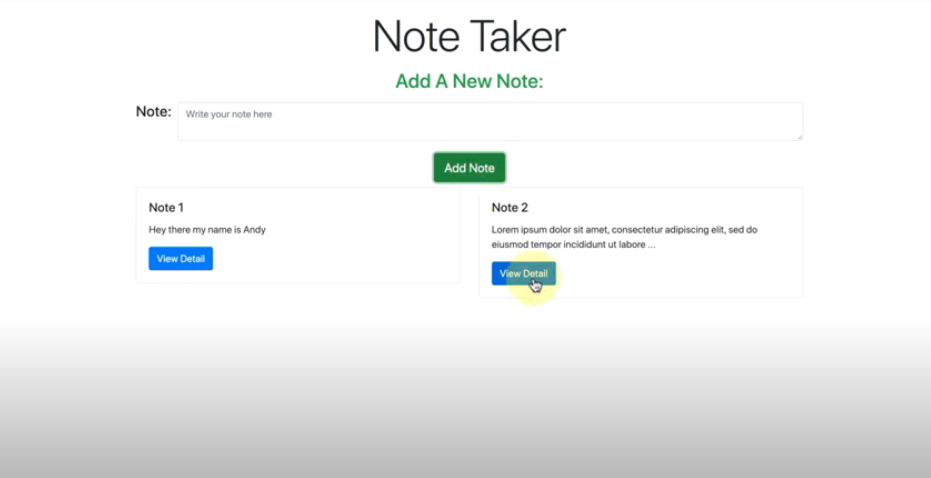 Note Taker
Add A New Note:
Note:
Write your note here
Add Note
Note 1
Hey there my name is Andy
View Detail
Note 2
Lorem ipsum dolor sit amet, consectetur adipiscing elit, sed do
eiusmod tempor incididunt ut labore ...
View Detail